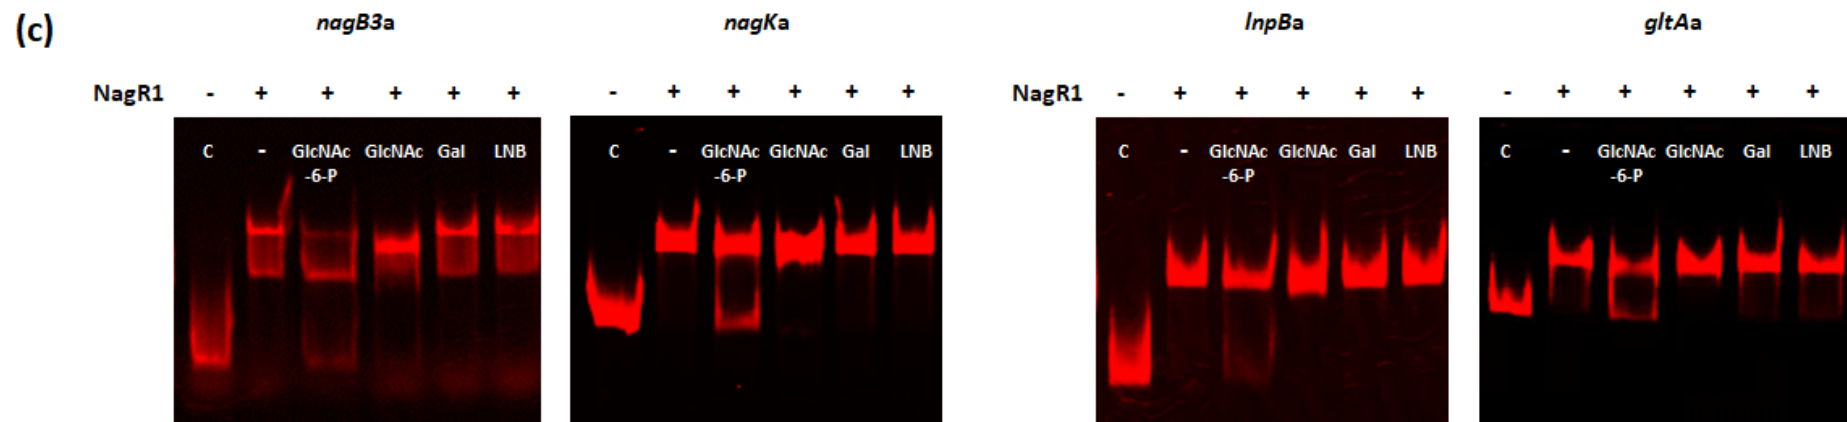 (c) nagB3a nagKa lnpBa gltAa
NagR1 - + + + + + - + + + + + NagR1 - + + + + + - + + + + +
C - GlcNAc GlcNAc Gal LNB C - GlcNAc GlcNAc Gal LNB C - GlcNAc GlcNAc Gal LNB C - GlcNAc GlcNAc Gal LNB
-6-P -6-P -6-P -6-P